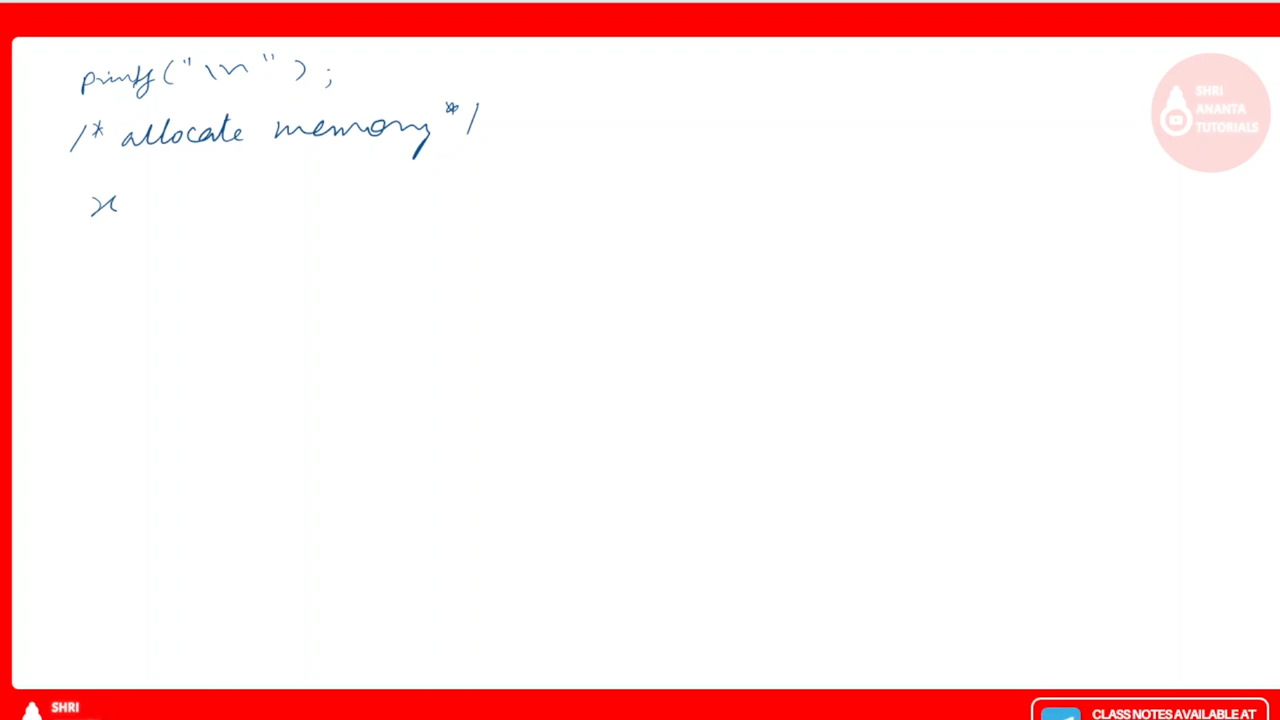 printf("\n");
/* allocate memory */
x
SHRI
ANANTA
TUTORIALS
SHRI
CLASS NOTES AVAILABLE AT